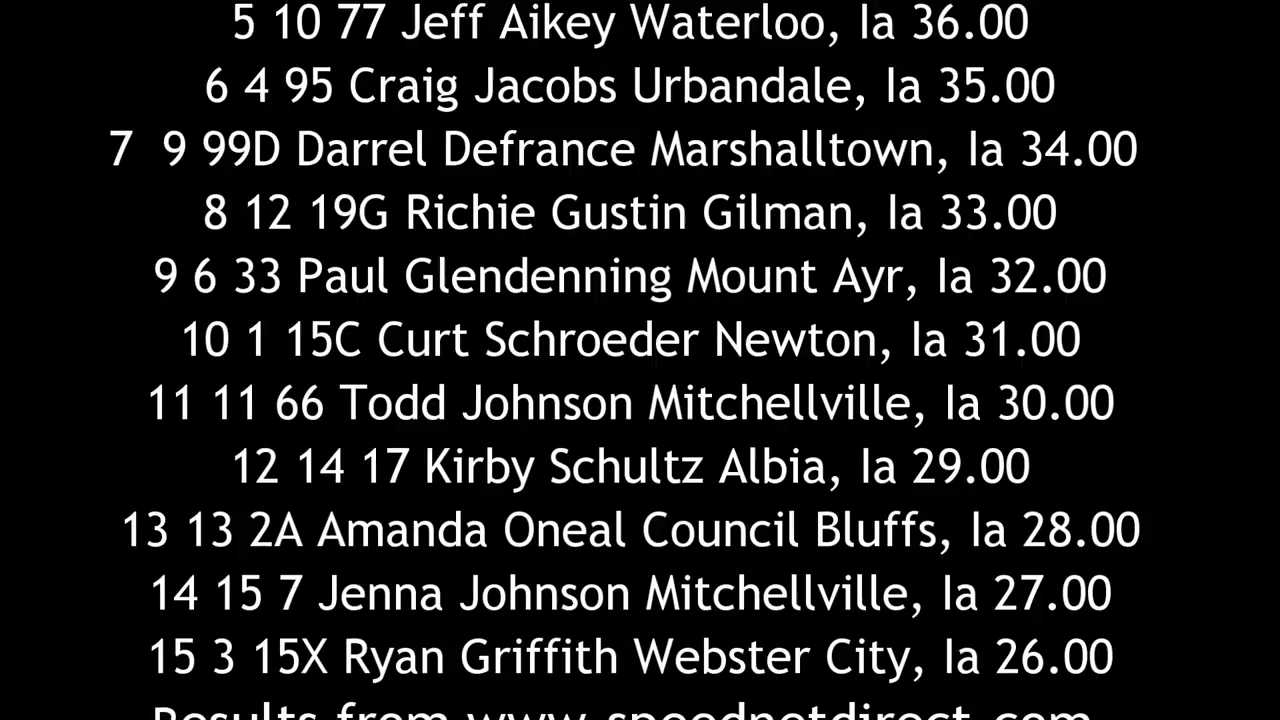 5 10 77 Jeff Aikey Waterloo, Ia 36.00
6 4 95 Craig Jacobs Urbandale, Ia 35.00
7  9 99D Darrel Defrance Marshalltown, Ia 34.00
8 12 19G Richie Gustin Gilman, Ia 33.00
9 6 33 Paul Glendenning Mount Ayr, Ia 32.00
10 1 15C Curt Schroeder Newton, Ia 31.00
11 11 66 Todd Johnson Mitchellville, Ia 30.00
12 14 17 Kirby Schultz Albia, Ia 29.00
13 13 2A Amanda Oneal Council Bluffs, Ia 28.00
14 15 7 Jenna Johnson Mitchellville, Ia 27.00
15 3 15X Ryan Griffith Webster City, Ia 26.00
Results from www.speednetdirect.com